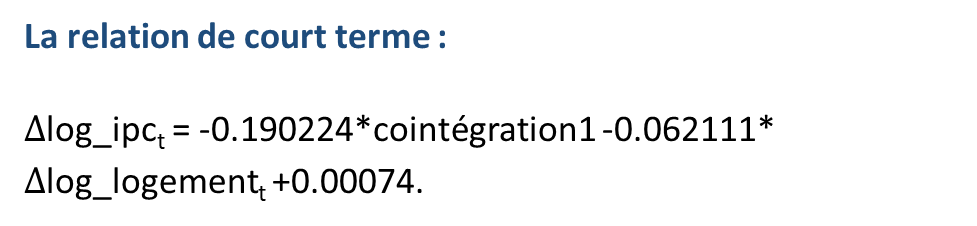 La relation de court terme :
Δlog_ipcₜ = -0.190224*cointégration1 -0.062111*
Δlog_logementₜ +0.00074.